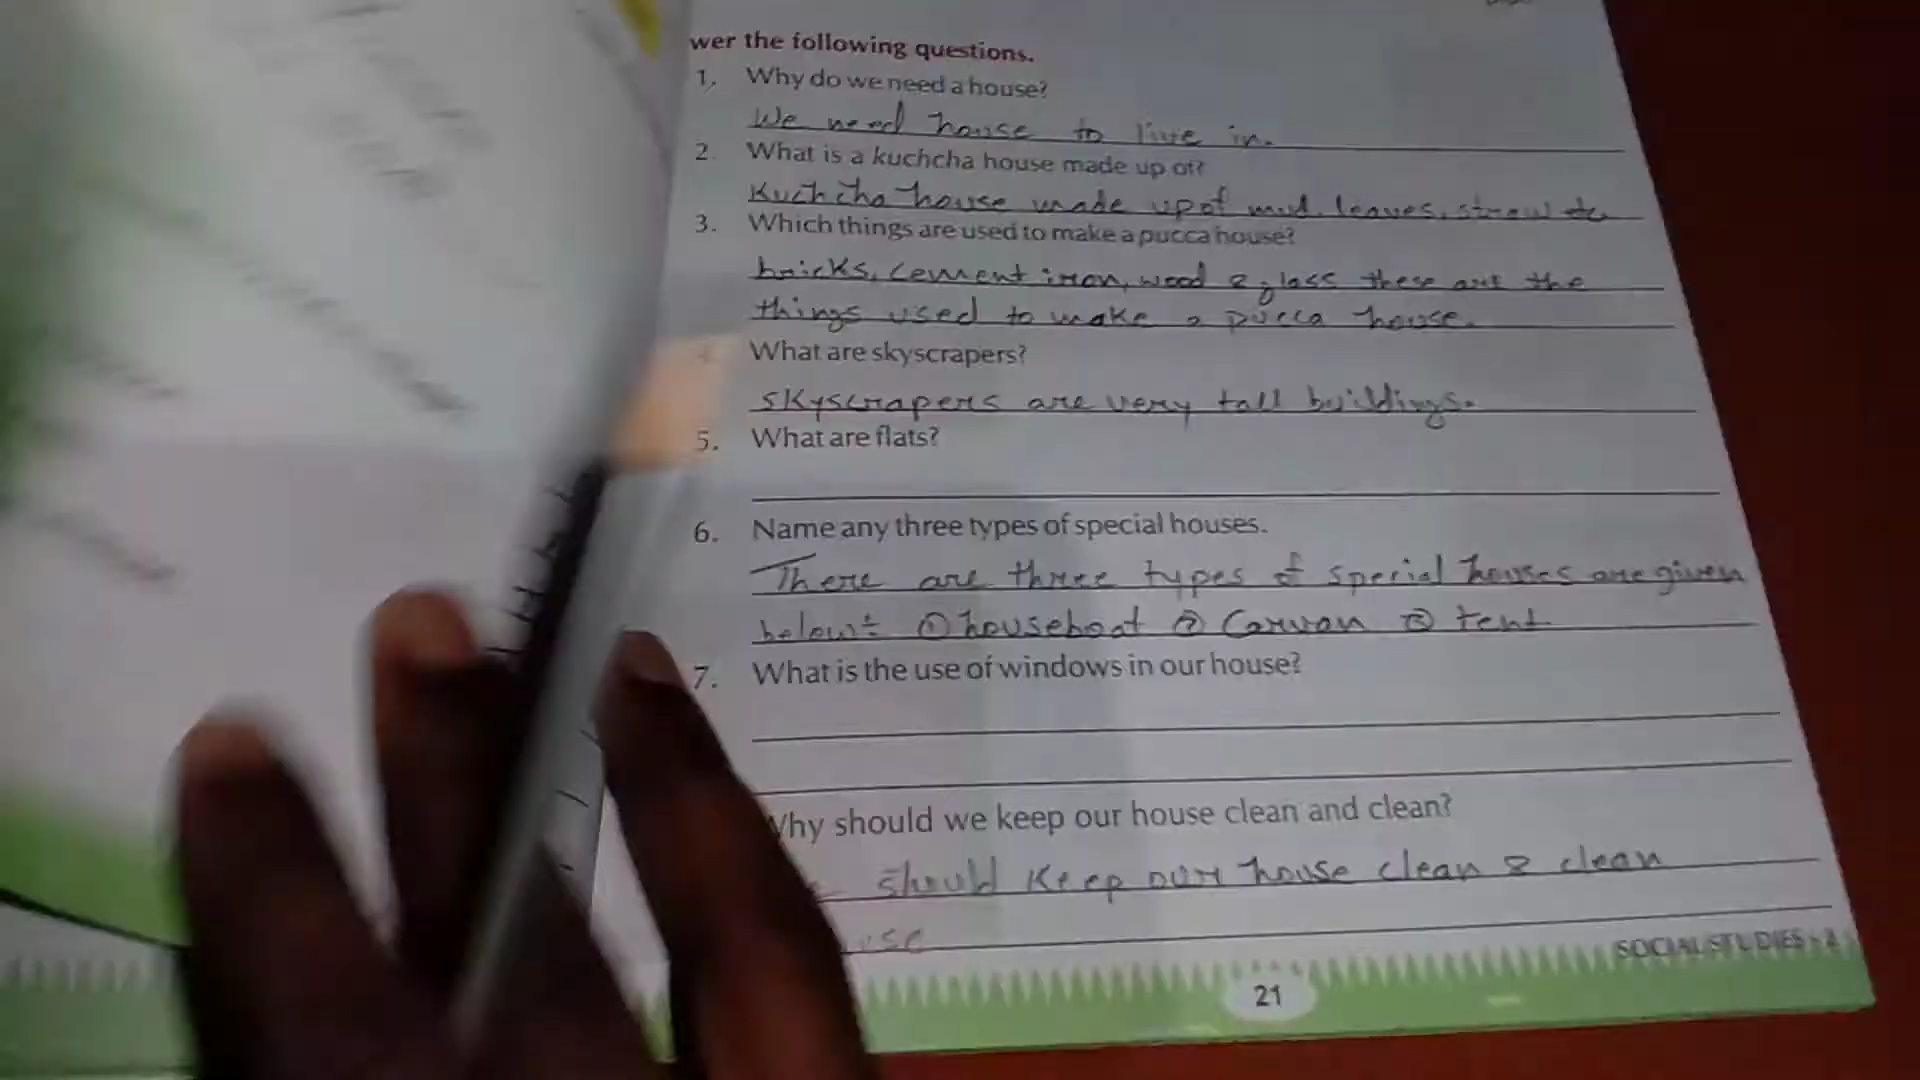 wer the following questions.
1. Why do we need a house?
We need house to live in.
2. What is a kuchcha house made up of?
Kuchcha house made up of mud, leaves, straw etc
3. Which things are used to make a pucca house?
bricks, cement iron, wood & glass these are the
things used to make a pucca house.
4. What are skyscrapers?
skyscrapers are very tall buildings.
5. What are flats?
6. Name any three types of special houses.
There are three types of special houses are given
below:- ① houseboat ② Carvan ③ tent
7. What is the use of windows in our house?
Why should we keep our house clean and clean?
should keep our house clean & clean
SOCIAL STUDIES - 2
21